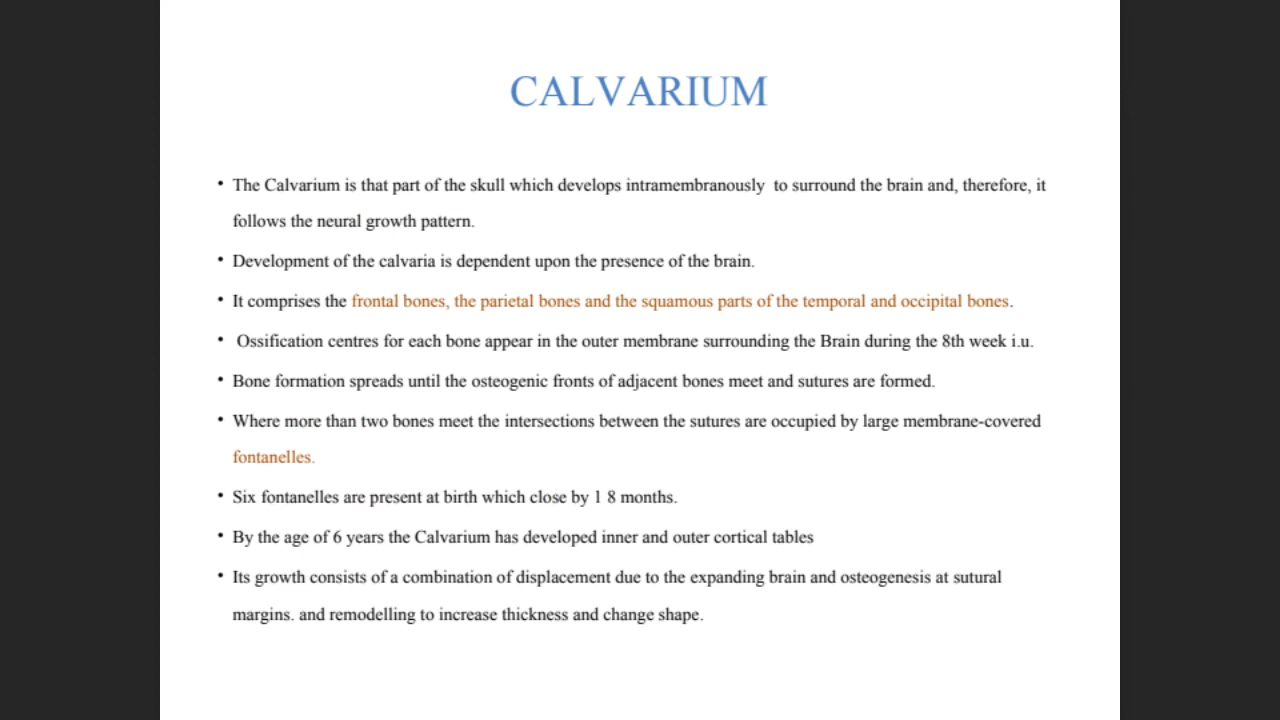 CALVARIUM
• The Calvarium is that part of the skull which develops intramembranously  to surround the brain and, therefore, it
follows the neural growth pattern.
• Development of the calvaria is dependent upon the presence of the brain.
• It comprises the frontal bones, the parietal bones and the squamous parts of the temporal and occipital bones.
•  Ossification centres for each bone appear in the outer membrane surrounding the Brain during the 8th week i.u.
• Bone formation spreads until the osteogenic fronts of adjacent bones meet and sutures are formed.
• Where more than two bones meet the intersections between the sutures are occupied by large membrane-covered
fontanelles.
• Six fontanelles are present at birth which close by 1 8 months.
• By the age of 6 years the Calvarium has developed inner and outer cortical tables
• Its growth consists of a combination of displacement due to the expanding brain and osteogenesis at sutural
margins. and remodelling to increase thickness and change shape.